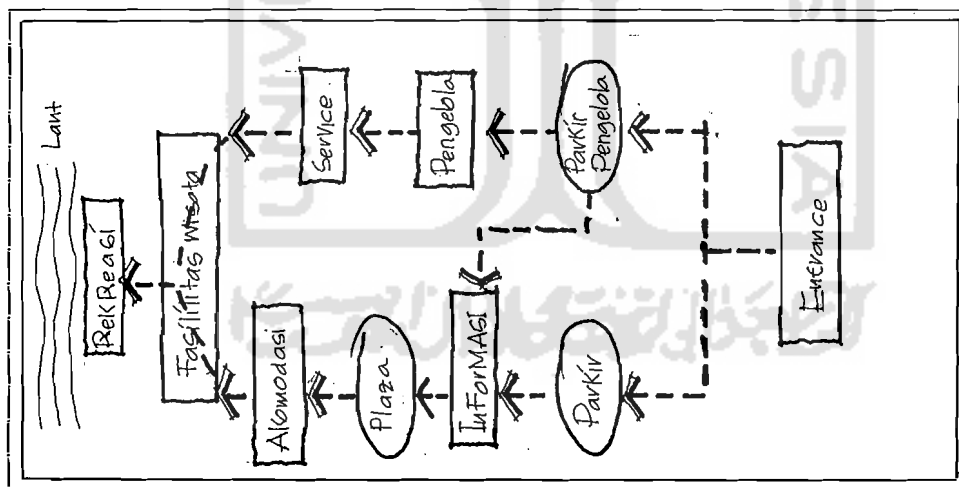 Laut
RekReasi
Fasilitas wisata
Akomodasi
Service
Plaza
Pengelola
InForMASI
Parkir
Pengelola
Parkir
Entrance